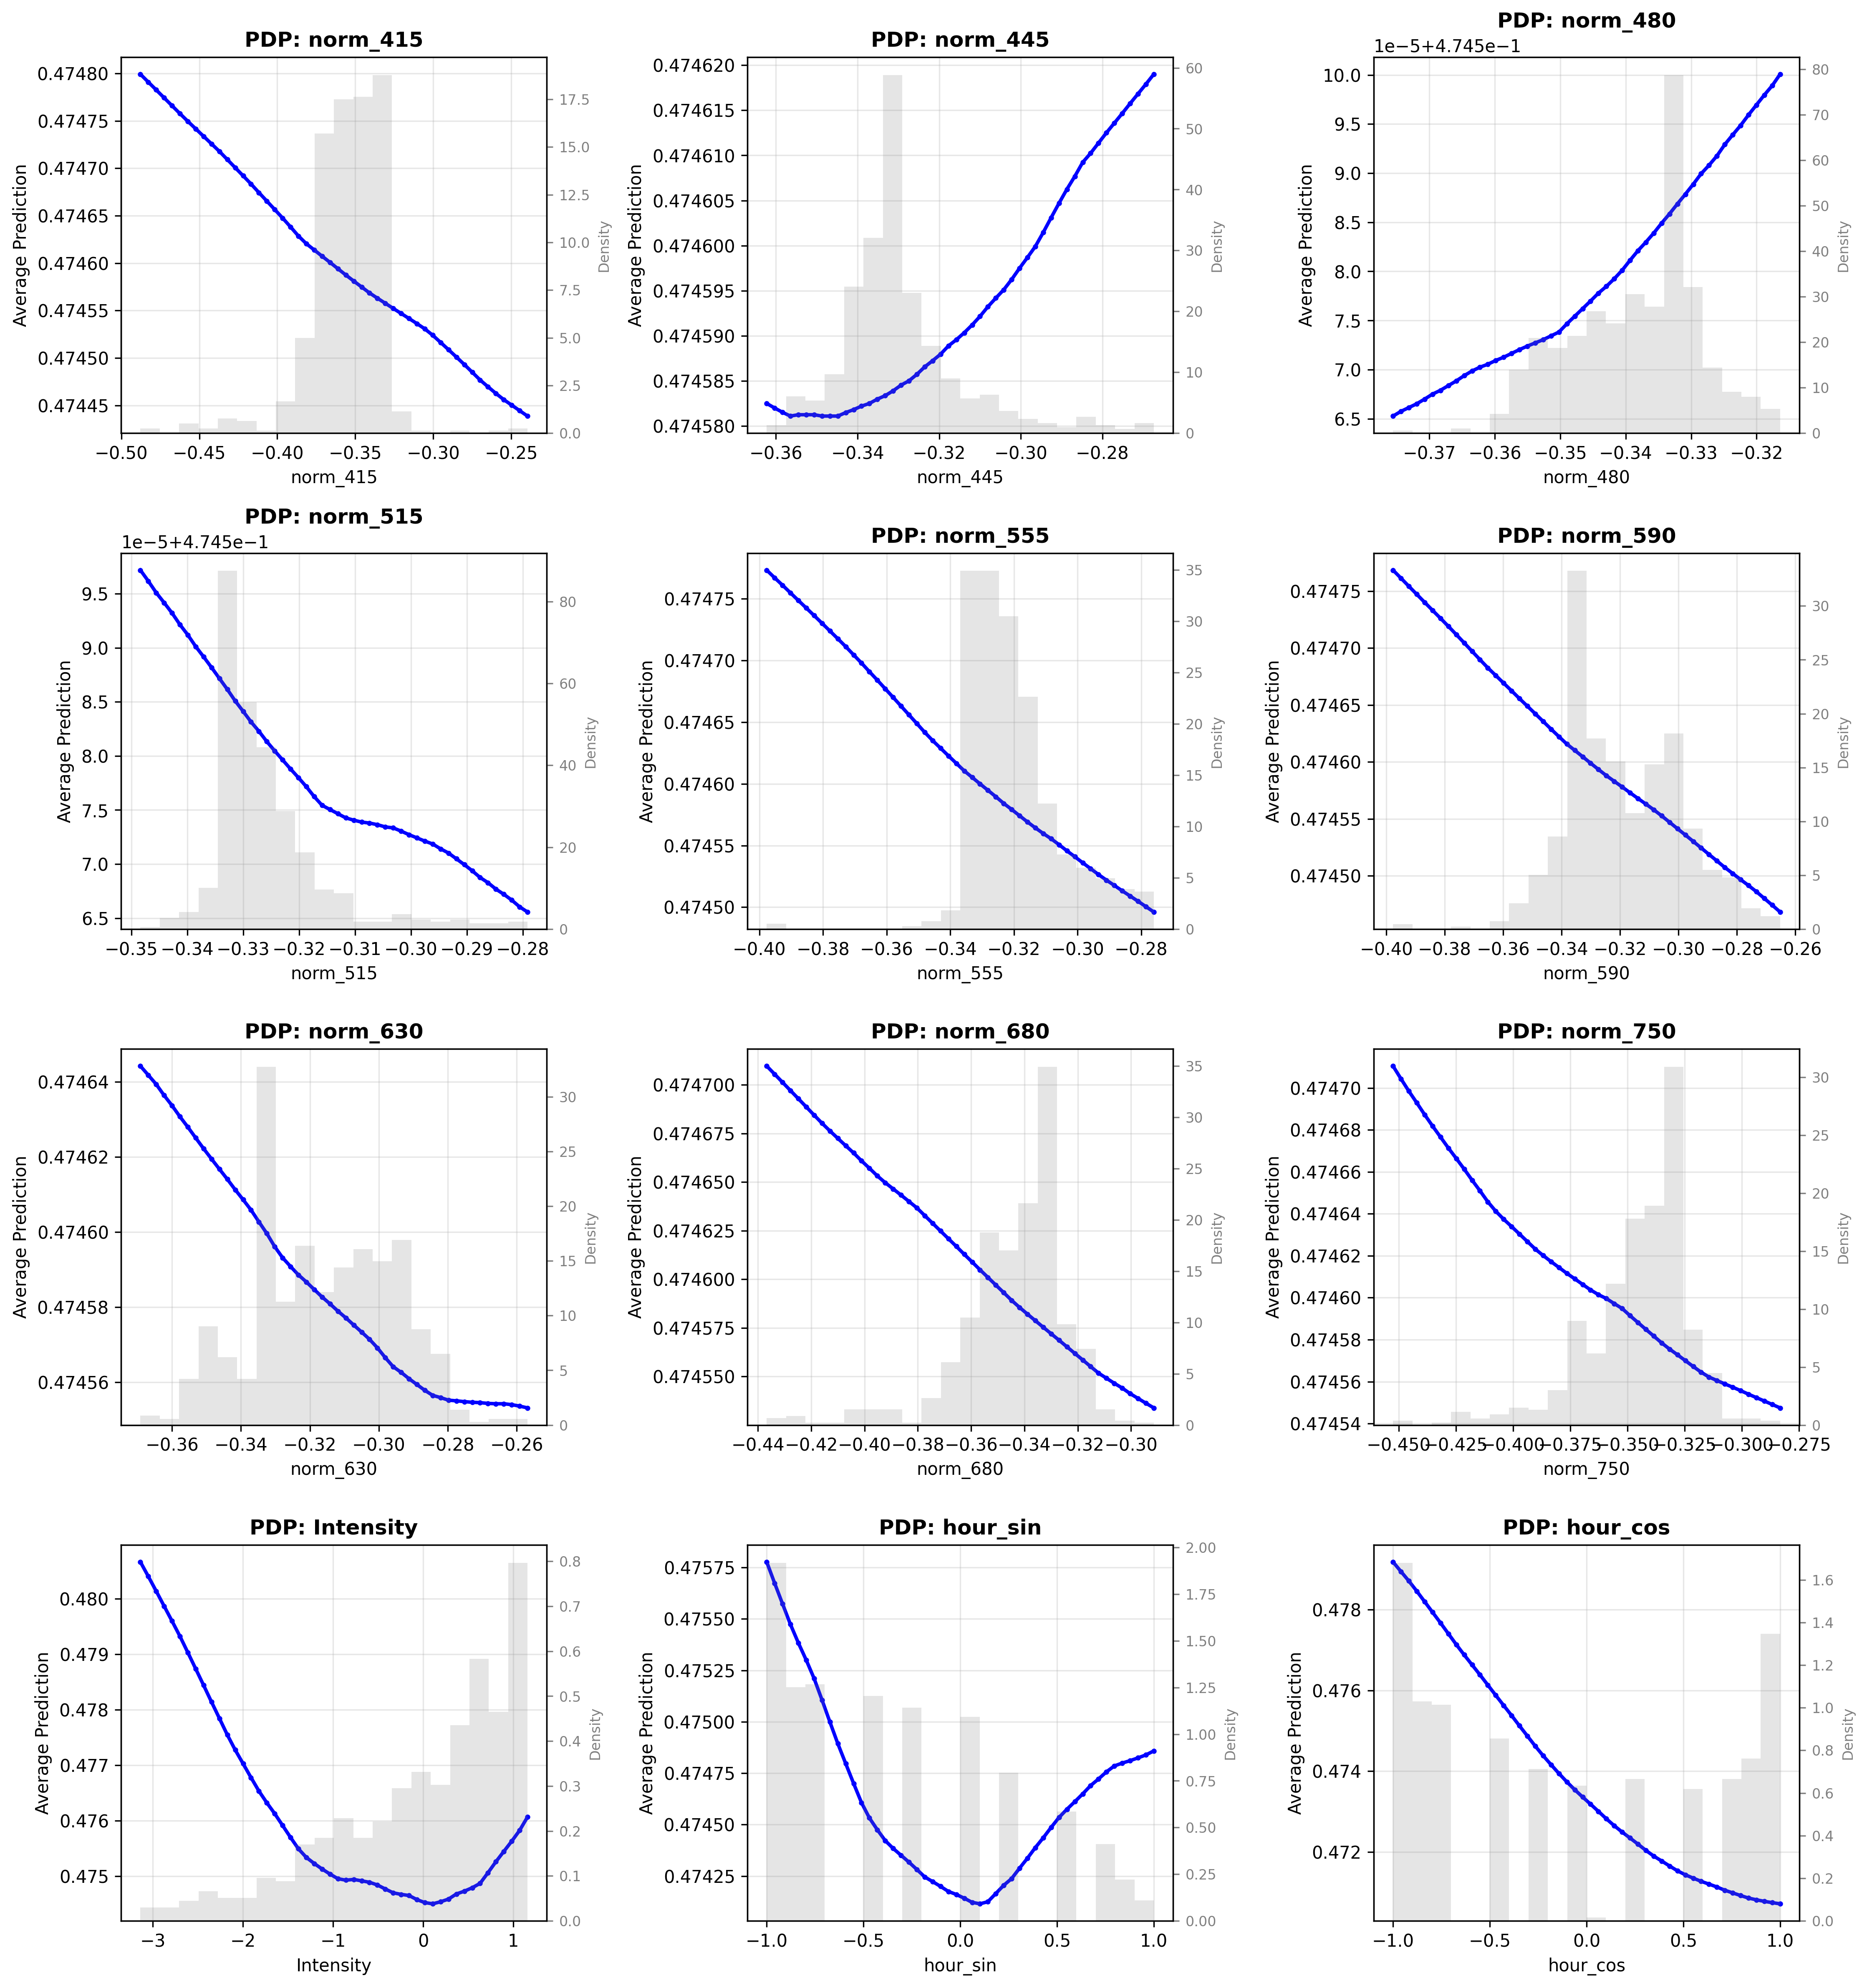 PDP: norm_415
0.47480
0.47475
0.47470
0.47465
0.47460
0.47455
0.47450
0.47445
Average Prediction
−0.50 −0.45 −0.40 −0.35 −0.30 −0.25
norm_415
17.5
15.0
12.5
10.0
7.5
5.0
2.5
0.0
Density
PDP: norm_445
0.474620
0.474615
0.474610
0.474605
0.474600
0.474595
0.474590
0.474585
0.474580
Average Prediction
−0.36 −0.34 −0.32 −0.30 −0.28
norm_445
60
50
40
30
20
10
0
Density
PDP: norm_480
1e−5+4.745e−1
10.0
9.5
9.0
8.5
8.0
7.5
7.0
6.5
Average Prediction
−0.37 −0.36 −0.35 −0.34 −0.33 −0.32
norm_480
80
70
60
50
40
30
20
10
0
Density
PDP: norm_515
1e−5+4.745e−1
9.5
9.0
8.5
8.0
7.5
7.0
6.5
Average Prediction
−0.35 −0.34 −0.33 −0.32 −0.31 −0.30 −0.29 −0.28
norm_515
80
60
40
20
0
Density
PDP: norm_555
0.47475
0.47470
0.47465
0.47460
0.47455
0.47450
Average Prediction
−0.40 −0.38 −0.36 −0.34 −0.32 −0.30 −0.28
norm_555
35
30
25
20
15
10
5
0
Density
PDP: norm_590
0.47475
0.47470
0.47465
0.47460
0.47455
0.47450
Average Prediction
−0.40 −0.38 −0.36 −0.34 −0.32 −0.30 −0.28 −0.26
norm_590
30
25
20
15
10
5
0
Density
PDP: norm_630
0.47464
0.47462
0.47460
0.47458
0.47456
Average Prediction
−0.36 −0.34 −0.32 −0.30 −0.28 −0.26
norm_630
30
25
20
15
10
5
0
Density
PDP: norm_680
0.474700
0.474675
0.474650
0.474625
0.474600
0.474575
0.474550
Average Prediction
−0.44 −0.42 −0.40 −0.38 −0.36 −0.34 −0.32 −0.30
norm_680
35
30
25
20
15
10
5
0
Density
PDP: norm_750
0.47470
0.47468
0.47466
0.47464
0.47462
0.47460
0.47458
0.47456
0.47454
Average Prediction
−0.450 −0.425 −0.400 −0.375 −0.350 −0.325 −0.300 −0.275
norm_750
30
25
20
15
10
5
0
Density
PDP: Intensity
0.480
0.479
0.478
0.477
0.476
0.475
Average Prediction
−3 −2 −1 0 1
Intensity
0.8
0.7
0.6
0.5
0.4
0.3
0.2
0.1
0.0
Density
PDP: hour_sin
0.47575
0.47550
0.47525
0.47500
0.47475
0.47450
0.47425
Average Prediction
−1.0 −0.5 0.0 0.5 1.0
hour_sin
2.00
1.75
1.50
1.25
1.00
0.75
0.50
0.25
0.00
Density
PDP: hour_cos
0.478
0.476
0.474
0.472
Average Prediction
−1.0 −0.5 0.0 0.5 1.0
hour_cos
1.6
1.4
1.2
1.0
0.8
0.6
0.4
0.2
0.0
Density